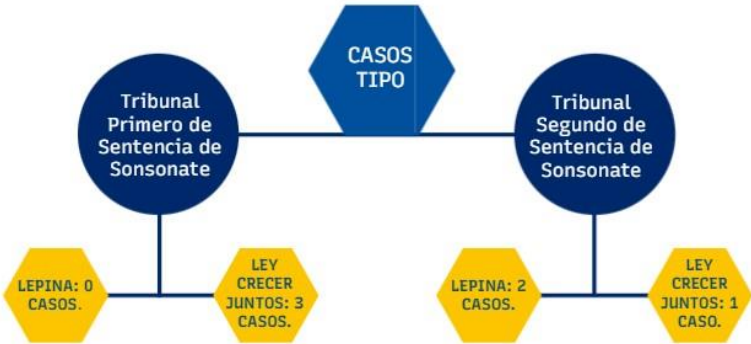 CASOS
TIPO
Tribunal
Primero de
Sentencia de
Sonsonate
Tribunal
Segundo de
Sentencia de
Sonsonate
LEPINA: 0
CASOS.
LEY
CRECER
JUNTOS: 3
CASOS.
LEPINA: 2
CASOS.
LEY
CRECER
JUNTOS: 1
CASO.